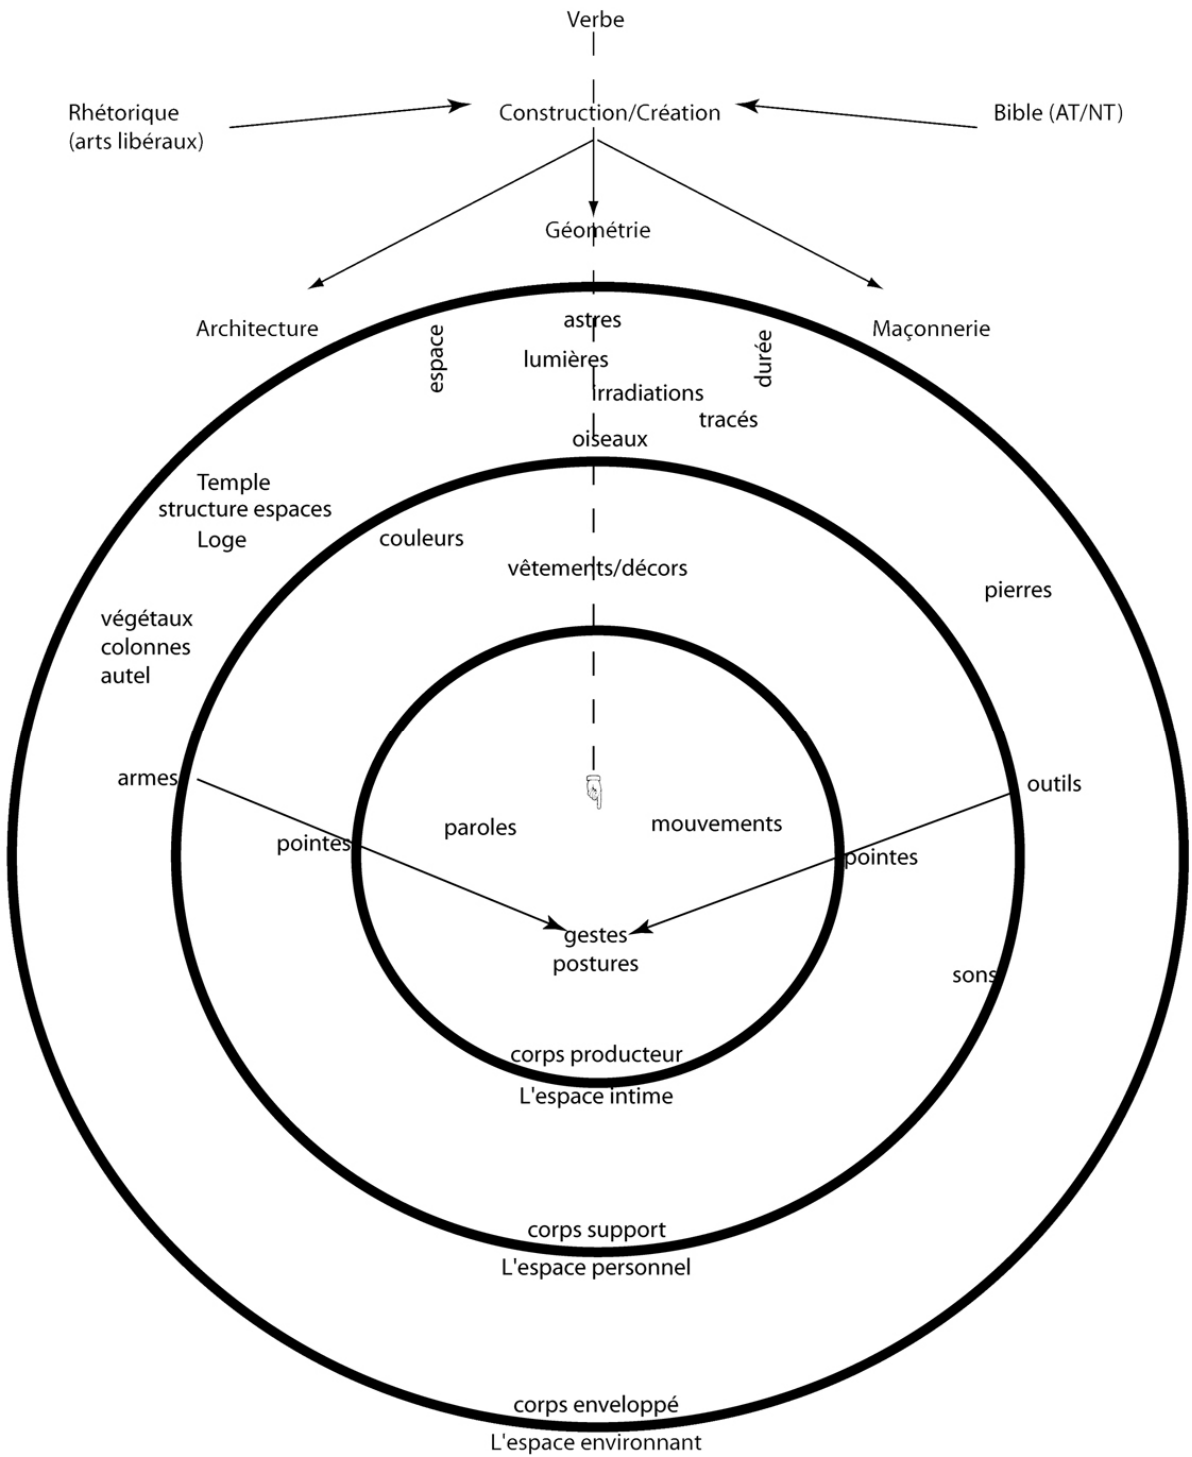 Verbe
Rhétorique
(arts libéraux)
Construction/Création
Bible (AT/NT)
Géométrie
Architecture
Maçonnerie
espace
astres
durée
lumières
irradiations
tracés
oiseaux
Temple
structure espaces
Loge
couleurs
vêtements/décors
pierres
végétaux
colonnes
autel
armes
outils
pointes
paroles
mouvements
pointes
gestes
postures
sons
corps producteur
L'espace intime
corps support
L'espace personnel
corps enveloppé
L'espace environnant